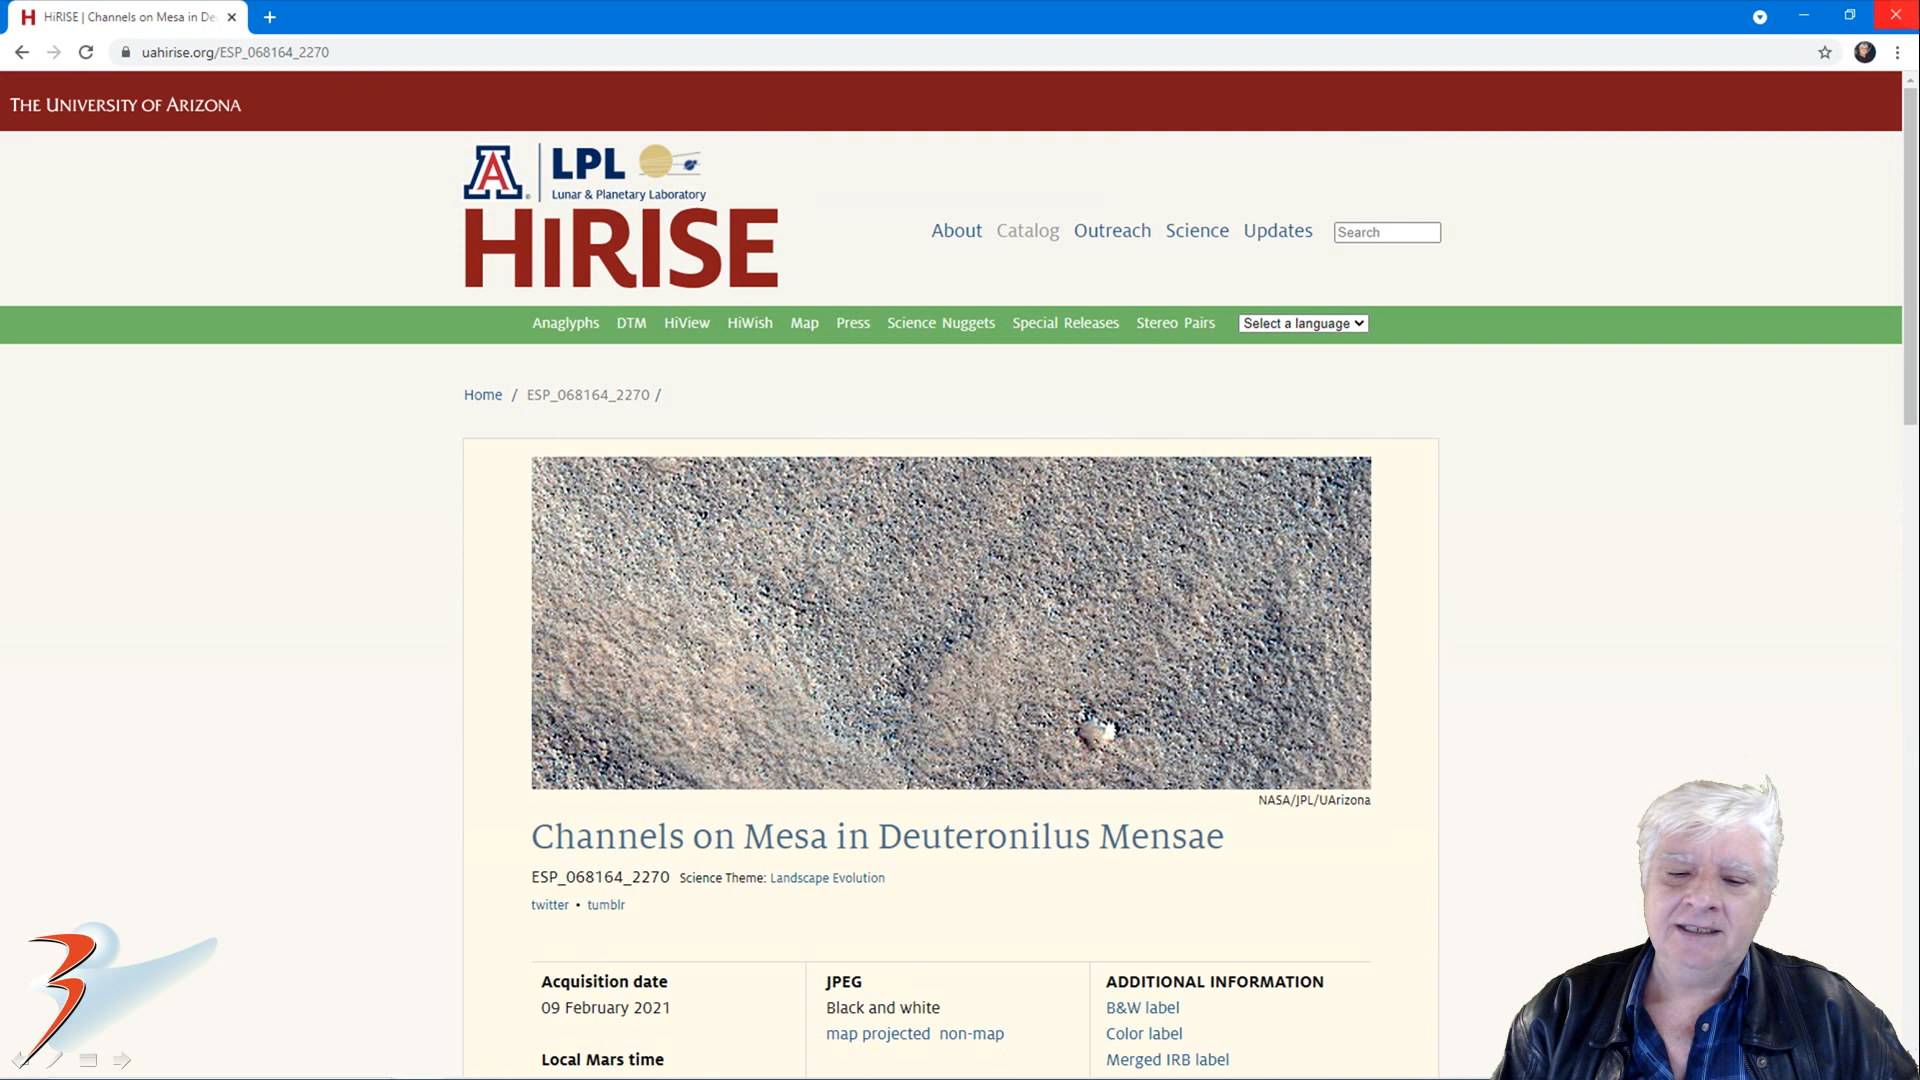 HiRISE | Channels on Mesa in De
uahirise.org/ESP_068164_2270
THE UNIVERSITY OF ARIZONA
A LPL
Lunar & Planetary Laboratory
HiRISE
About Catalog Outreach Science Updates Search
Anaglyphs DTM HiView HiWish Map Press Science Nuggets Special Releases Stereo Pairs Select a language
Home / ESP_068164_2270 /
NASA/JPL/UArizona
Channels on Mesa in Deuteronilus Mensae
ESP_068164_2270 Science Theme: Landscape Evolution
twitter • tumblr
Acquisition date
09 February 2021
Local Mars time
JPEG
Black and white
map projected non-map
ADDITIONAL INFORMATION
B&W label
Color label
Merged IRB label